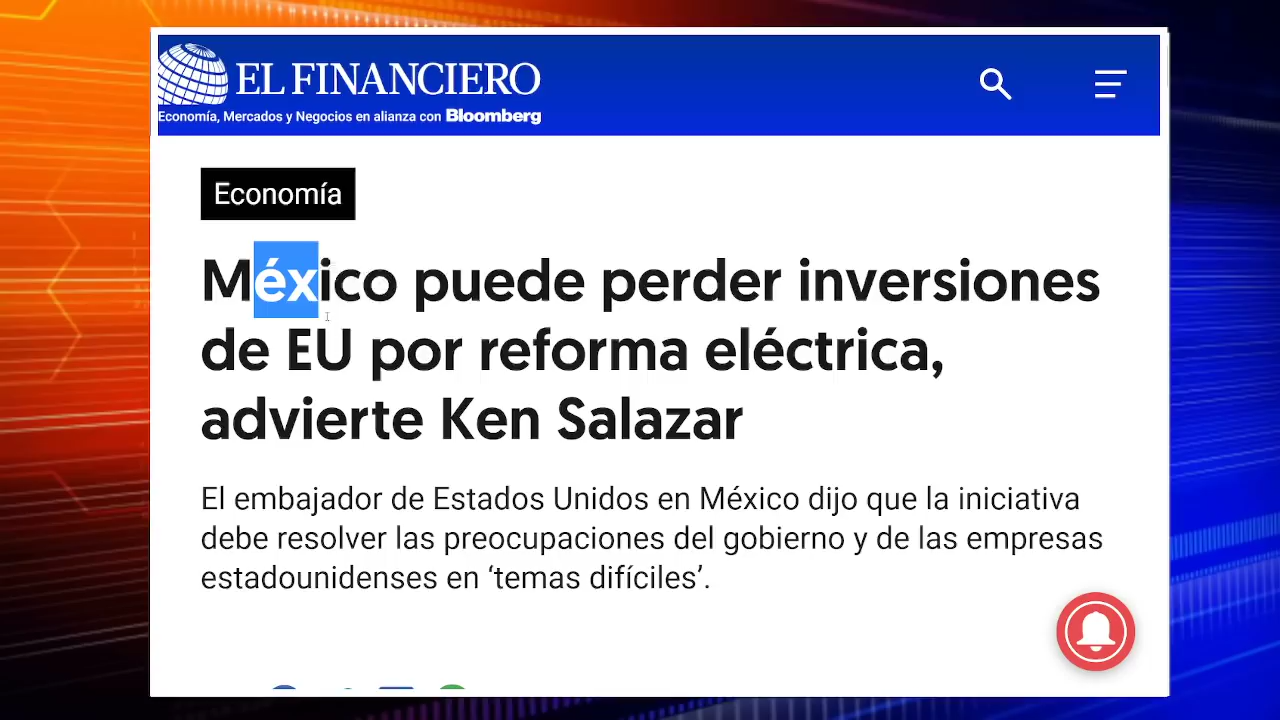 EL FINANCIERO
Economía, Mercados y Negocios en alianza con Bloomberg
Economía
México puede perder inversiones
de EU por reforma eléctrica,
advierte Ken Salazar
El embajador de Estados Unidos en México dijo que la iniciativa
debe resolver las preocupaciones del gobierno y de las empresas
estadounidenses en ‘temas difíciles’.